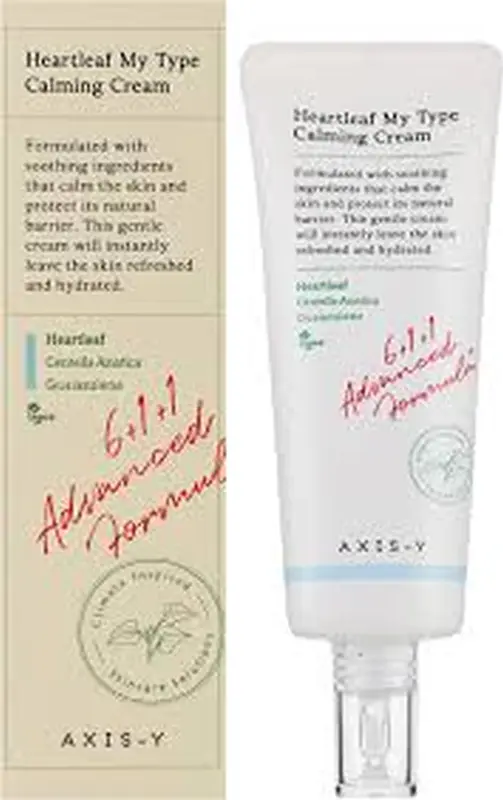 Heartleaf My Type
Calming Cream
Formulated with
soothing ingredients
that calm the skin and
protect its natural
barrier. This gentle
cream will instantly
leave the skin refreshed
and hydrated.
Heartleaf
Centella Asiatica
Guaiazulene
Vegan
6+1+1
Advanced
Formul
Climate Inspired
Skincare Solutions
AXIS-Y
Heartleaf My Type
Calming Cream
Formulated with soothing
ingredients that calm the
skin and protect its natural
barrier. This gentle cream
will instantly leave the skin
refreshed and hydrated.
Heartleaf
Centella Asiatica
Guaiazulene
Vegan
6+1+1
Advanced
Formula
AXIS-Y